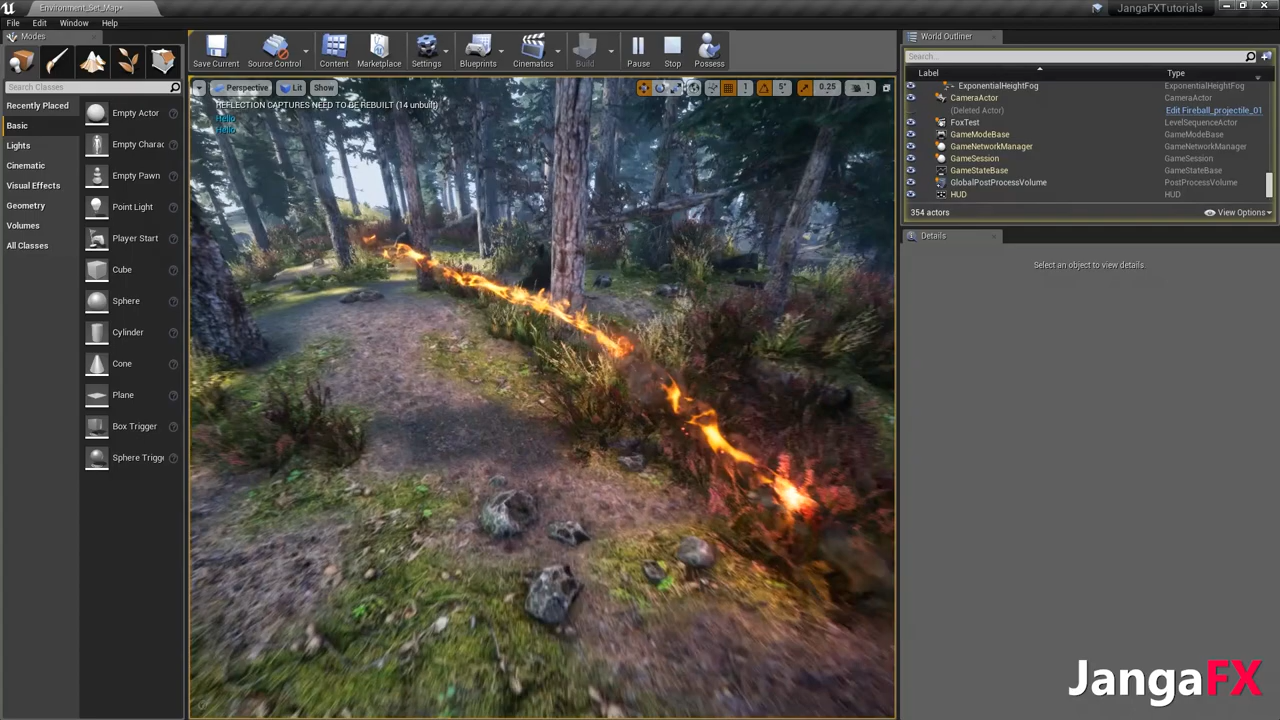 Environment_Set_Map*
JangaFXTutorials
File Edit Window Help
Modes
Search Classes
Recently Placed
Basic
Lights
Cinematic
Visual Effects
Geometry
Volumes
All Classes
Empty Actor
Empty Charac
Empty Pawn
Point Light
Player Start
Cube
Sphere
Cylinder
Cone
Plane
Box Trigger
Sphere Trigg
Save Current
Source Control
Content
Marketplace
Settings
Blueprints
Cinematics
Build
Pause
Stop
Possess
Perspective
Lit
Show
1
5°
0.25
1
REFLECTION CAPTURES NEED TO BE REBUILT (14 unbuilt)
Hello
Hello
World Outliner
Search...
Label Type
ExponentialHeightFog ExponentialHeightFog
CameraActor CameraActor
(Deleted Actor) Edit Fireball_projectile_01
FoxTest LevelSequenceActor
GameModeBase GameModeBase
GameNetworkManager GameNetworkManager
GameSession GameSession
GameStateBase GameStateBase
GlobalPostProcessVolume PostProcessVolume
HUD HUD
354 actors View Options
Details
Select an object to view details.
JangaFX